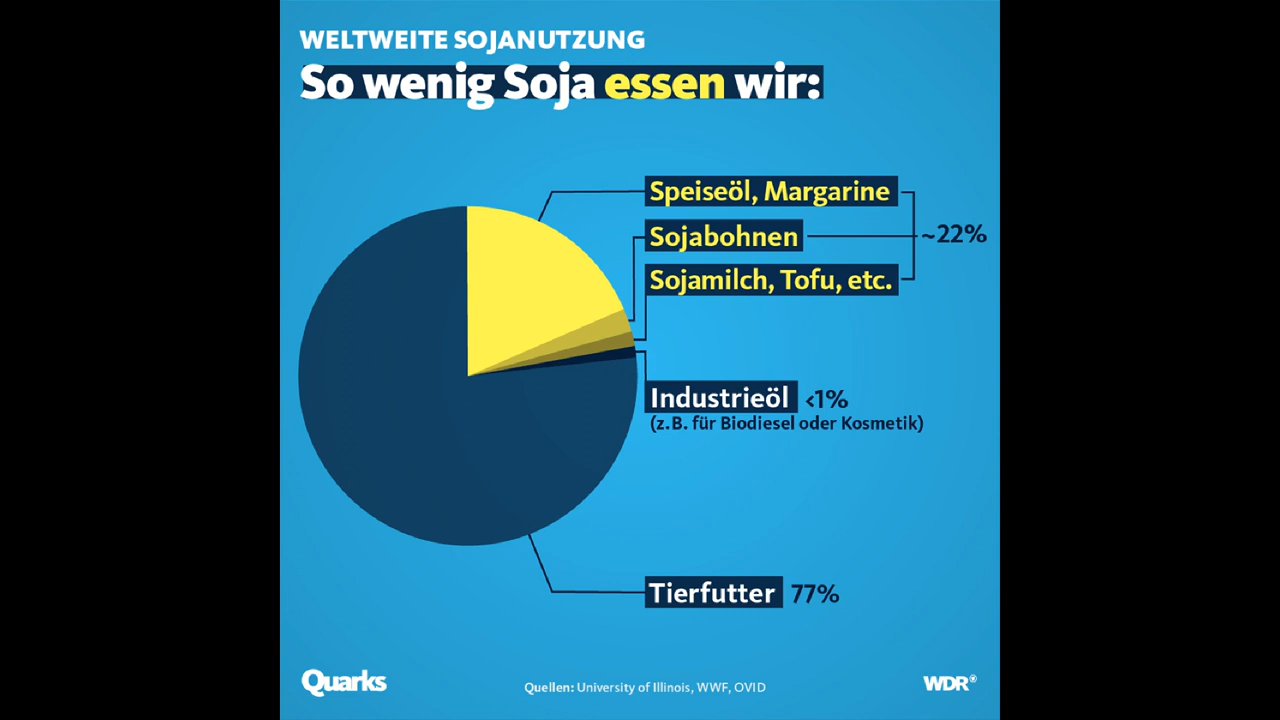 WELTWEITE SOJANUTZUNG
So wenig Soja essen wir:
Speiseöl, Margarine
Sojabohnen
~22%
Sojamilch, Tofu, etc.
Industrieöl <1%
(z.B. für Biodiesel oder Kosmetik)
Tierfutter 77%
Quarks
Quellen: University of Illinois, WWF, OVID
WDR®